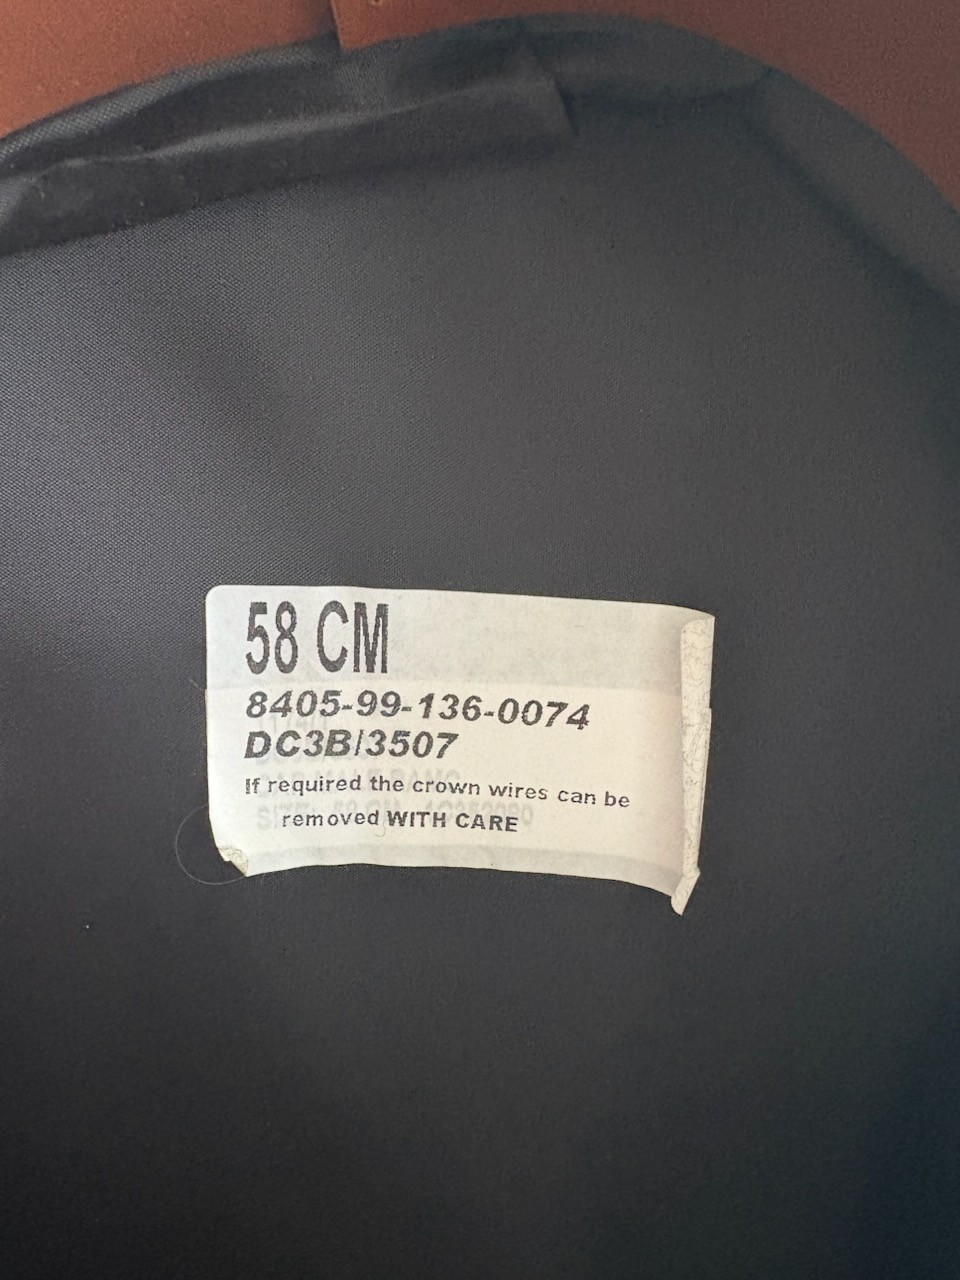 58 CM
8405-99-136-0074
DC3B/3507
If required the crown wires can be
removed WITH CARE